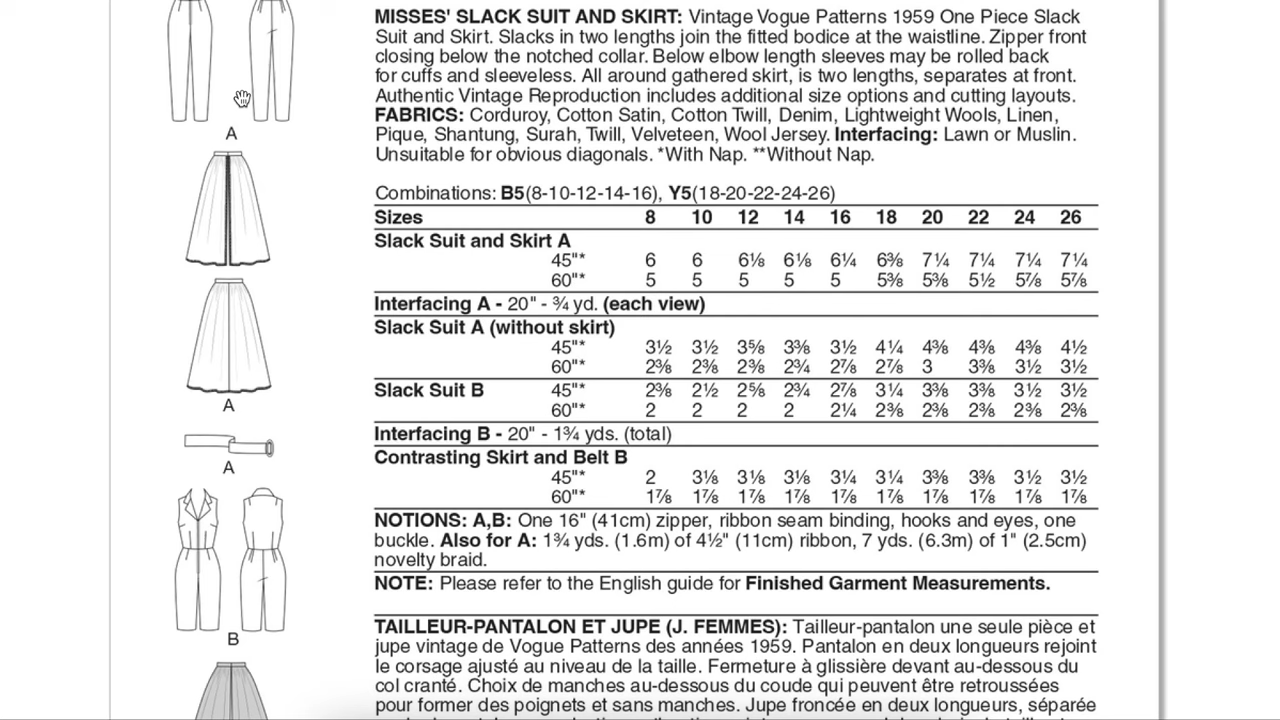 MISSES' SLACK SUIT AND SKIRT: Vintage Vogue Patterns 1959 One Piece Slack
Suit and Skirt. Slacks in two lengths join the fitted bodice at the waistline. Zipper front
closing below the notched collar. Below elbow length sleeves may be rolled back
for cuffs and sleeveless. All around gathered skirt, is two lengths, separates at front.
Authentic Vintage Reproduction includes additional size options and cutting layouts.
FABRICS: Corduroy, Cotton Satin, Cotton Twill, Denim, Lightweight Wools, Linen,
Pique, Shantung, Surah, Twill, Velveteen, Wool Jersey. Interfacing: Lawn or Muslin.
Unsuitable for obvious diagonals. *With Nap. **Without Nap.
Combinations: B5(8-10-12-14-16), Y5(18-20-22-24-26)
Sizes 8 10 12 14 16 18 20 22 24 26
Slack Suit and Skirt A
45"* 6 6 6⅛ 6⅛ 6¼ 6⅜ 7¼ 7¼ 7¼ 7¼
60"* 5 5 5 5 5 5⅜ 5⅜ 5½ 5⅞ 5⅞
Interfacing A - 20" - ¾ yd. (each view)
Slack Suit A (without skirt)
45"* 3½ 3½ 3⅝ 3⅜ 3½ 4¼ 4⅜ 4⅜ 4⅜ 4½
60"* 2⅜ 2⅜ 2⅜ 2¾ 2⅞ 2⅞ 3 3⅜ 3½ 3½
Slack Suit B 45"* 2⅜ 2½ 2⅝ 2¾ 2⅞ 3¼ 3⅜ 3⅜ 3½ 3½
60"* 2 2 2 2 2¼ 2⅜ 2⅜ 2⅜ 2⅜ 2⅜
Interfacing B - 20" - 1¾ yds. (total)
Contrasting Skirt and Belt B
45"* 2 3⅛ 3⅛ 3⅛ 3¼ 3¼ 3⅜ 3⅜ 3½ 3½
60"* 1⅞ 1⅞ 1⅞ 1⅞ 1⅞ 1⅞ 1⅞ 1⅞ 1⅞ 1⅞
NOTIONS: A,B: One 16" (41cm) zipper, ribbon seam binding, hooks and eyes, one
buckle. Also for A: 1¾ yds. (1.6m) of 4½" (11cm) ribbon, 7 yds. (6.3m) of 1" (2.5cm)
novelty braid.
NOTE: Please refer to the English guide for Finished Garment Measurements.
TAILLEUR-PANTALON ET JUPE (J. FEMMES): Tailleur-pantalon une seule pièce et
jupe vintage de Vogue Patterns des années 1959. Pantalon en deux longueurs rejoint
le corsage ajusté au niveau de la taille. Fermeture à glissière devant au-dessous du
col cranté. Choix de manches au-dessous du coude qui peuvent être retroussées
pour former des poignets et sans manches. Jupe froncée en deux longueurs, séparée
A
A
A
B